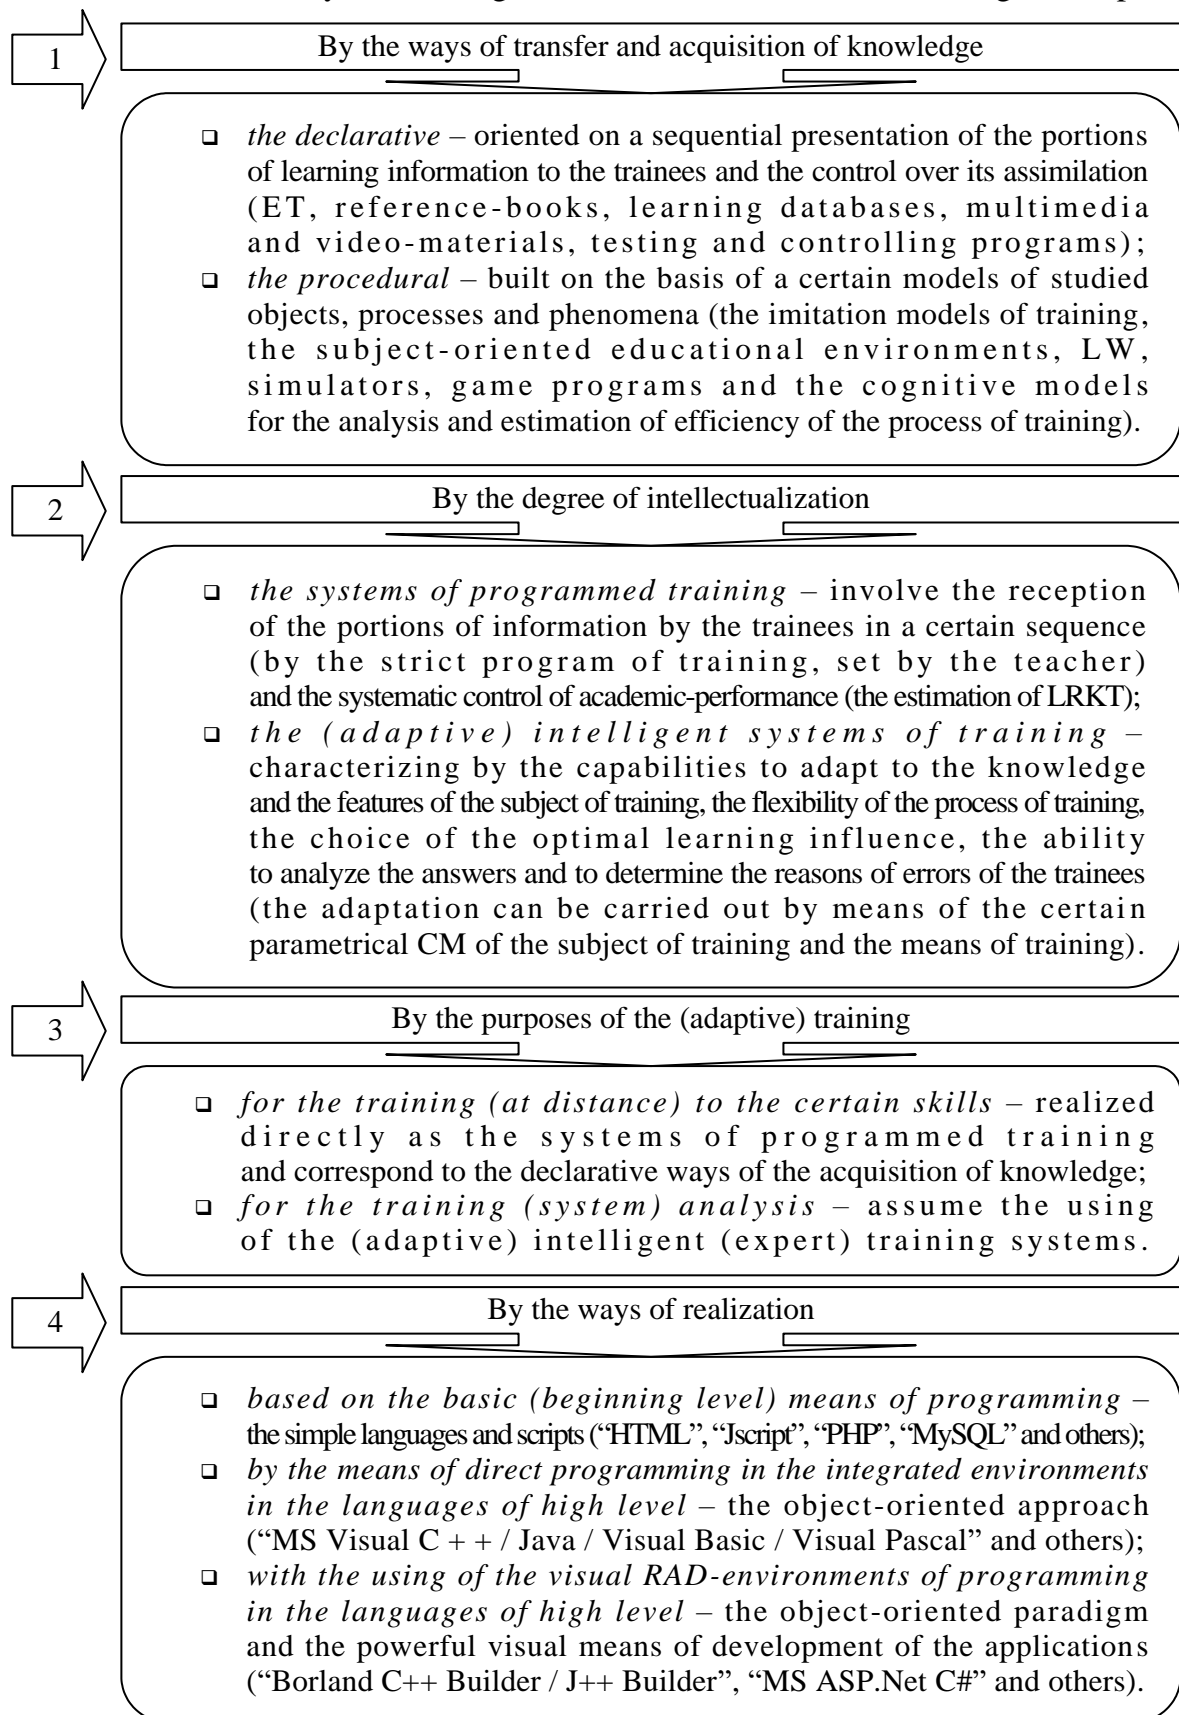 1
By the ways of transfer and acquisition of knowledge
❑ the declarative – oriented on a sequential presentation of the portions
of learning information to the trainees and the control over its assimilation
(ET, reference-books, learning databases, multimedia
and video-materials, testing and controlling programs);
❑ the procedural – built on the basis of a certain models of studied
objects, processes and phenomena (the imitation models of training,
the subject-oriented educational environments, LW,
simulators, game programs and the cognitive models
for the analysis and estimation of efficiency of the process of training).
2
By the degree of intellectualization
❑ the systems of programmed training – involve the reception
of the portions of information by the trainees in a certain sequence
(by the strict program of training, set by the teacher)
and the systematic control of academic-performance (the estimation of LRKT);
❑ the (adaptive) intelligent systems of training –
characterizing by the capabilities to adapt to the knowledge
and the features of the subject of training, the flexibility of the process of training,
the choice of the optimal learning influence, the ability
to analyze the answers and to determine the reasons of errors of the trainees
(the adaptation can be carried out by means of the certain
parametrical CM of the subject of training and the means of training).
3
By the purposes of the (adaptive) training
❑ for the training (at distance) to the certain skills – realized
directly as the systems of programmed training
and correspond to the declarative ways of the acquisition of knowledge;
❑ for the training (system) analysis – assume the using
of the (adaptive) intelligent (expert) training systems.
4
By the ways of realization
❑ based on the basic (beginning level) means of programming –
the simple languages and scripts (“HTML”, “Jscript”, “PHP”, “MySQL” and others);
❑ by the means of direct programming in the integrated environments
in the languages of high level – the object-oriented approach
(“MS Visual C + + / Java / Visual Basic / Visual Pascal” and others);
❑ with the using of the visual RAD-environments of programming
in the languages of high level – the object-oriented paradigm
and the powerful visual means of development of the applications
(“Borland C++ Builder / J++ Builder”, “MS ASP.Net C#” and others).